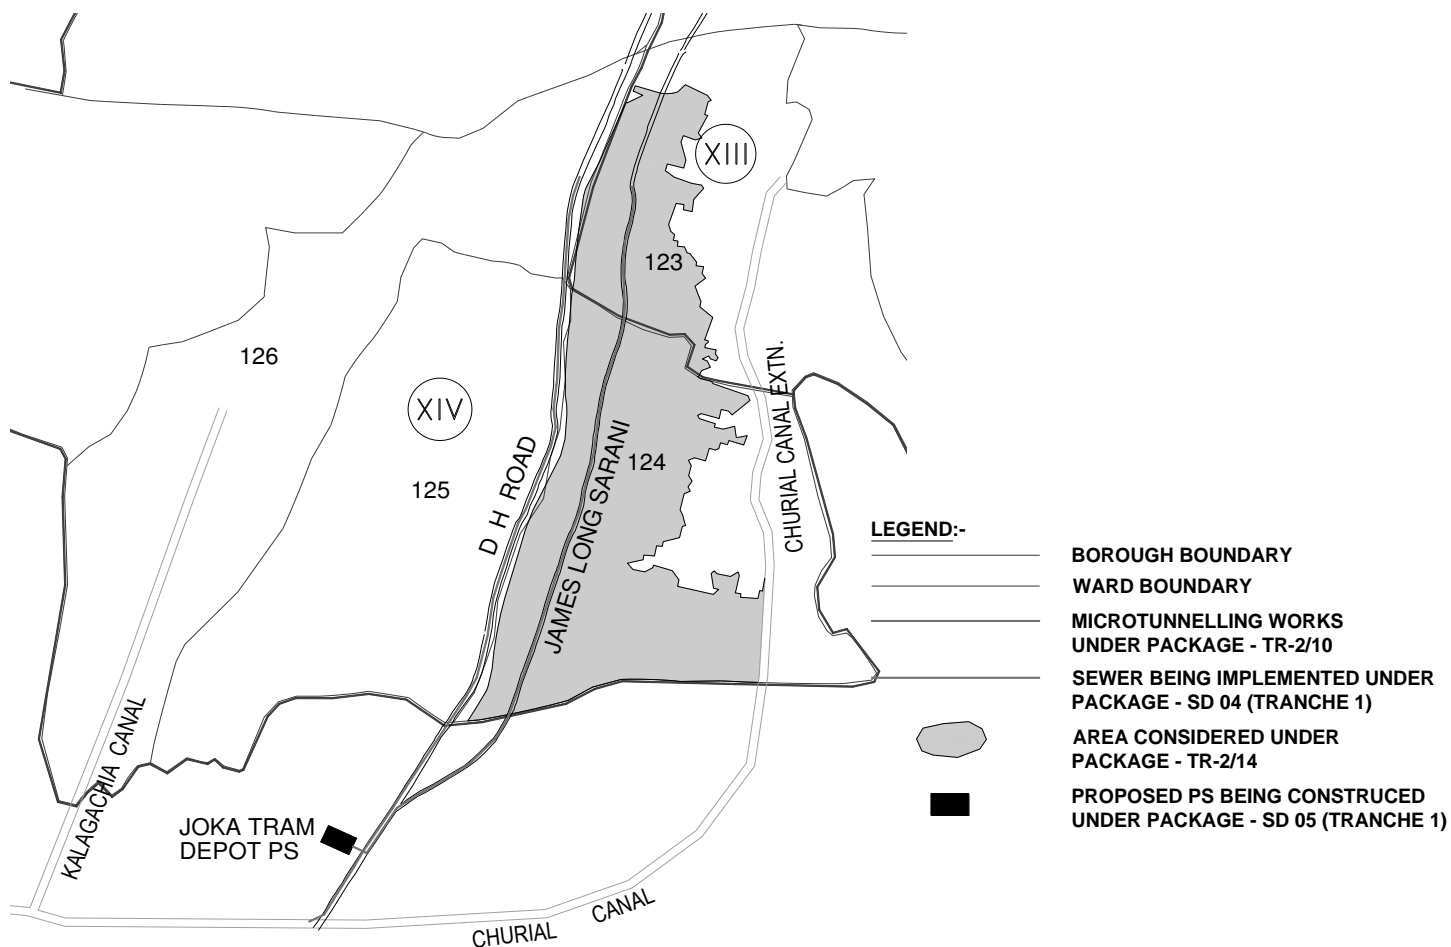 XIII
123
126
XIV
CHURIAL CANAL EXTN.
D H ROAD
JAMES LONG SARANI
124
125
LEGEND:-
BOROUGH BOUNDARY
WARD BOUNDARY
MICROTUNNELLING WORKS
UNDER PACKAGE - TR-2/10
SEWER BEING IMPLEMENTED UNDER
PACKAGE - SD 04 (TRANCHE 1)
AREA CONSIDERED UNDER
PACKAGE - TR-2/14
PROPOSED PS BEING CONSTRUCED
UNDER PACKAGE - SD 05 (TRANCHE 1)
KALAGACHIA CANAL
JOKA TRAM
DEPOT PS
CHURIAL CANAL